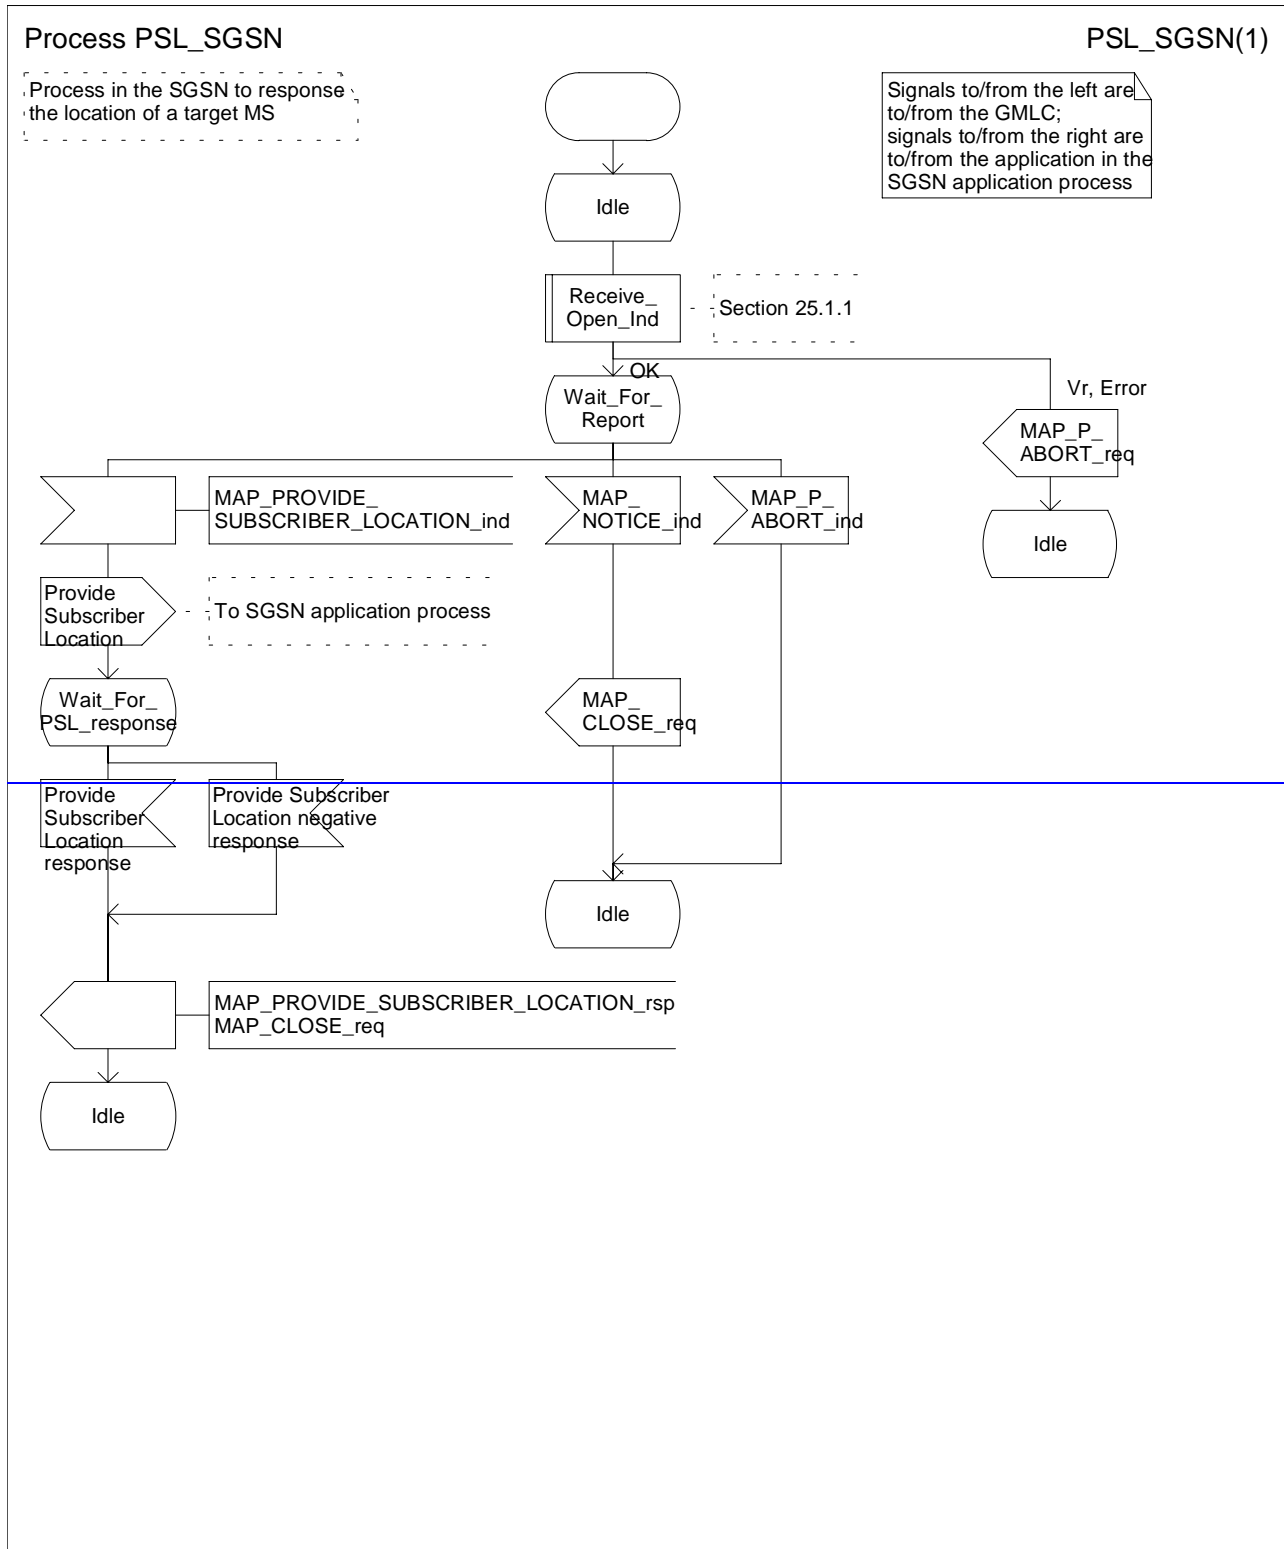 Process PSL_SGSN
PSL_SGSN(1)
Process in the SGSN to response
the location of a target MS
Signals to/from the left are
to/from the GMLC;
signals to/from the right are
to/from the application in the
SGSN application process
Idle
Receive_
Open_Ind
Section 25.1.1
OK
Vr, Error
Wait_For_
Report
MAP_P_
ABORT_req
MAP_PROVIDE_
SUBSCRIBER_LOCATION_ind
MAP_
NOTICE_ind
MAP_P_
ABORT_ind
Idle
Provide
Subscriber
Location
To SGSN application process
Wait_For_
PSL_response
MAP_
CLOSE_req
Provide
Subscriber
Location
response
Provide Subscriber
Location negative
response
Idle
MAP_PROVIDE_SUBSCRIBER_LOCATION_rsp
MAP_CLOSE_req
Idle